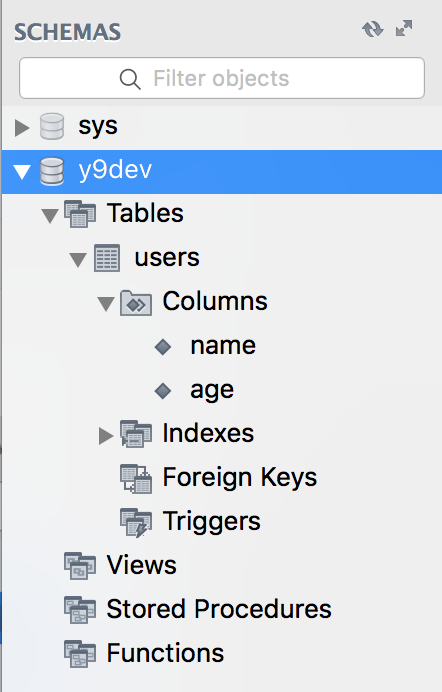 SCHEMAS
Filter objects
sys
y9dev
Tables
users
Columns
name
age
Indexes
Foreign Keys
Triggers
Views
Stored Procedures
Functions